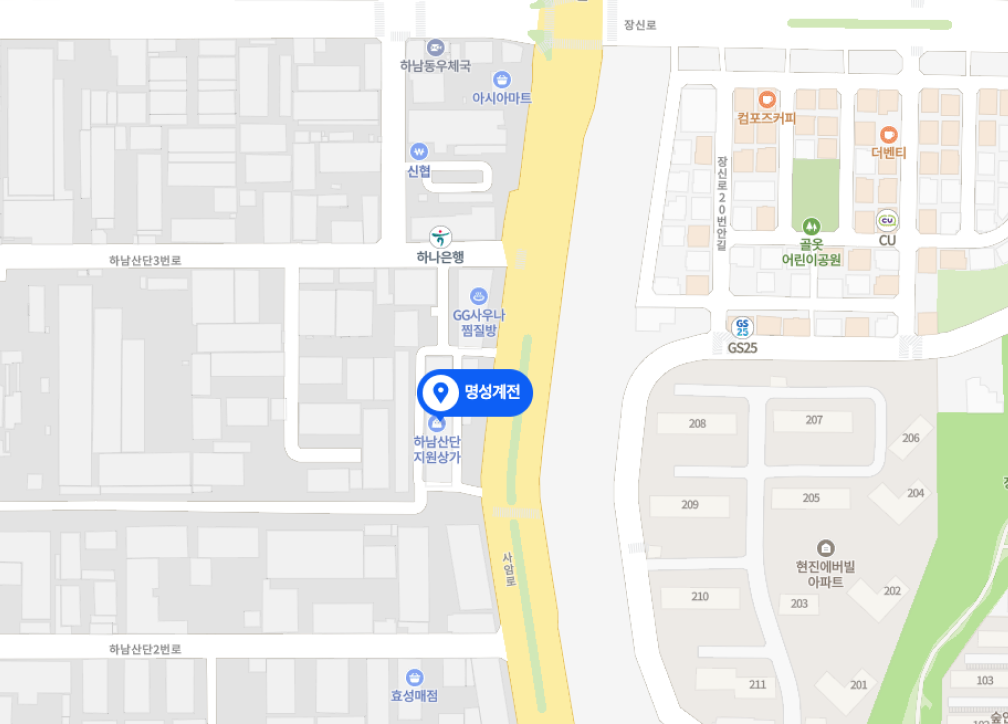 장신로
하남동우체국
아시아마트
컴포즈커피
더벤티
신협
장신로20번안길
CU
CU
골옷
어린이공원
하나은행
하남산단3번로
GG사우나
찜질방
GS
25
GS25
명성계전
하남산단
지원상가
208
207
206
209
205
204
사암로
현진에버빌
아파트
210
203
202
하남산단2번로
211
201
103
효성매점